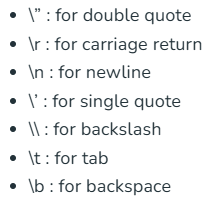 • \” : for double quote
• \r : for carriage return
• \n : for newline
• \’ : for single quote
• \\ : for backslash
• \t : for tab
• \b : for backspace